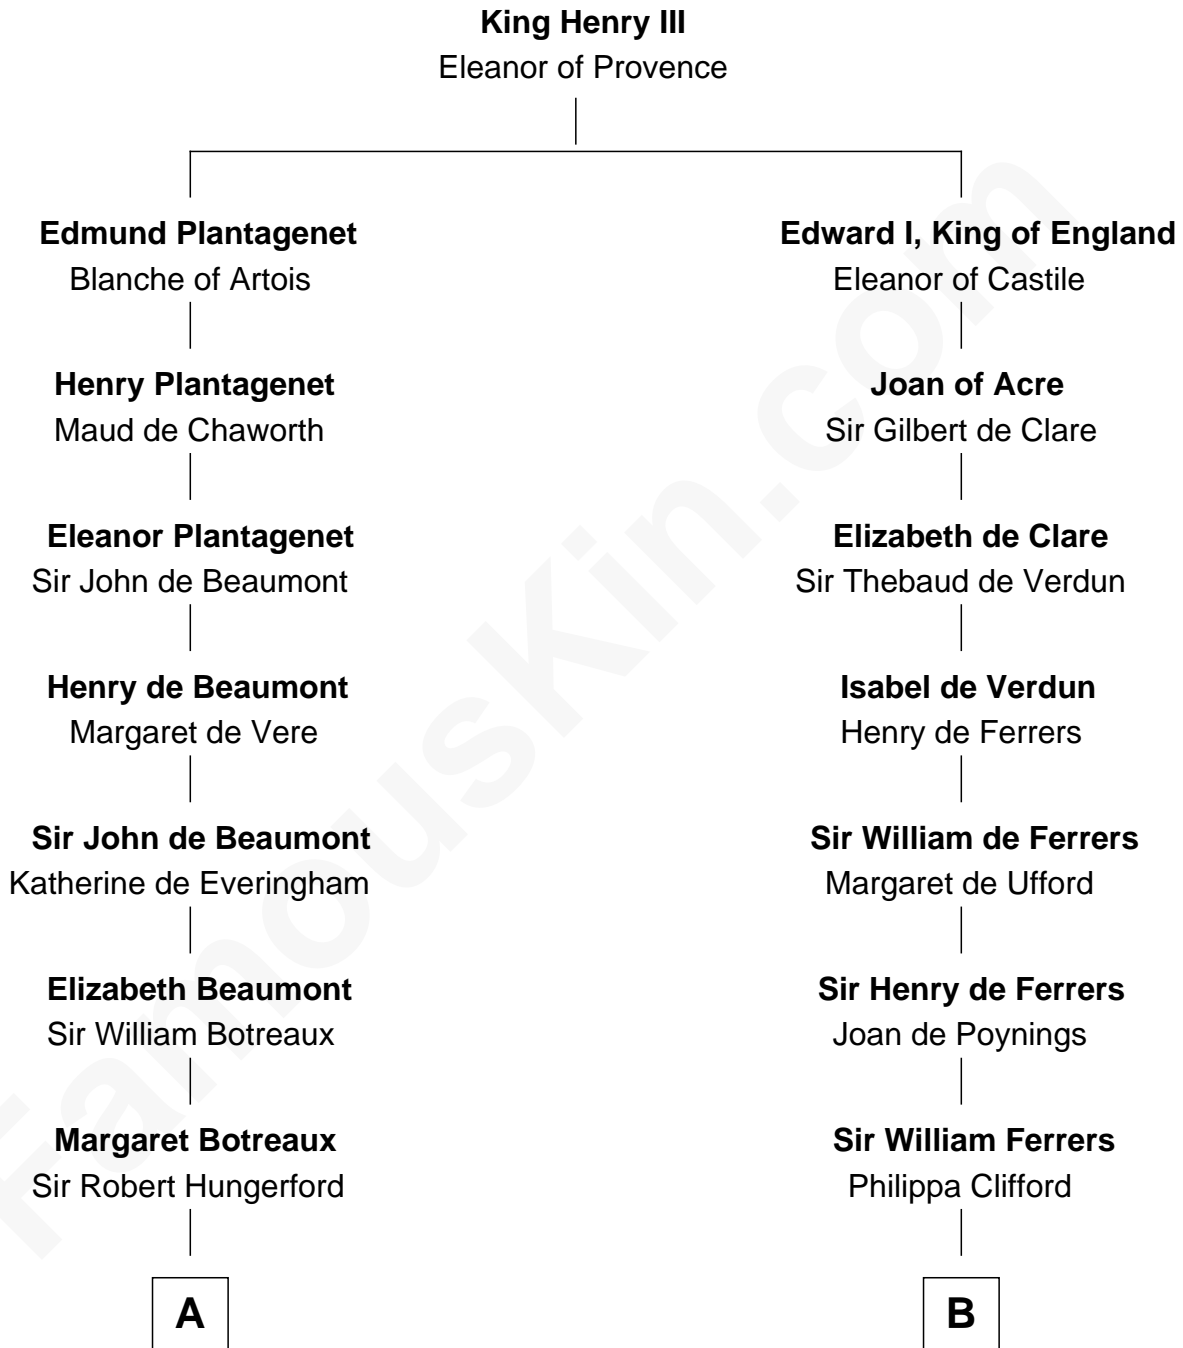 King Henry III
Eleanor of Provence
Edmund Plantagenet
Blanche of Artois
Henry Plantagenet
Maud de Chaworth
Eleanor Plantagenet
Sir John de Beaumont
Henry de Beaumont
Margaret de Vere
Sir John de Beaumont
Katherine de Everingham
Elizabeth Beaumont
Sir William Botreaux
Margaret Botreaux
Sir Robert Hungerford
A
Edward I, King of England
Eleanor of Castile
Joan of Acre
Sir Gilbert de Clare
Elizabeth de Clare
Sir Thebaud de Verdun
Isabel de Verdun
Henry de Ferrers
Sir William de Ferrers
Margaret de Ufford
Sir Henry de Ferrers
Joan de Poynings
Sir William Ferrers
Philippa Clifford
B
FamousKin.com